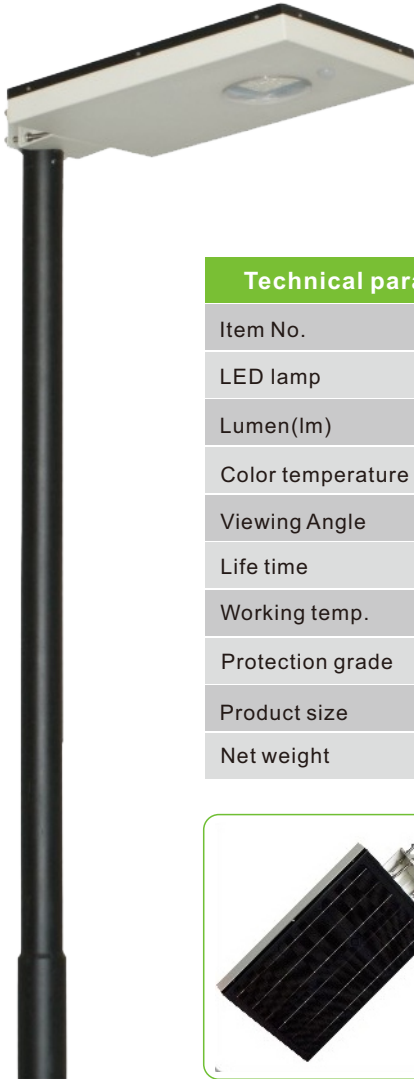 Technical para
Item No.
LED lamp
Lumen(lm)
Color temperature
Viewing Angle
Life time
Working temp.
Protection grade
Product size
Net weight